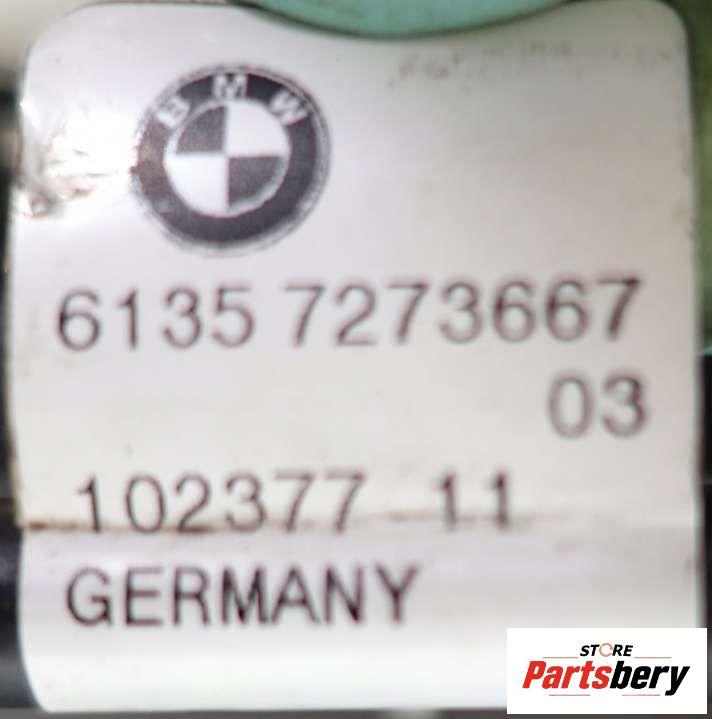 BMW
6135 7273667
03
102377 11
GERMANY
STORE
Partsbery